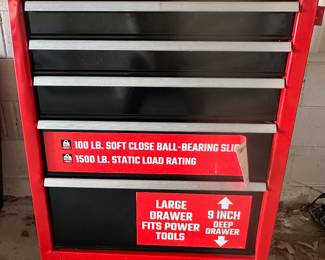 100 LB. SOFT CLOSE BALL-BEARING
1500 LB. STATIC LOAD RATING
LARGE
DRAWER
FITS POWER
TOOLS
9 INCH
DEEP
DRAWER